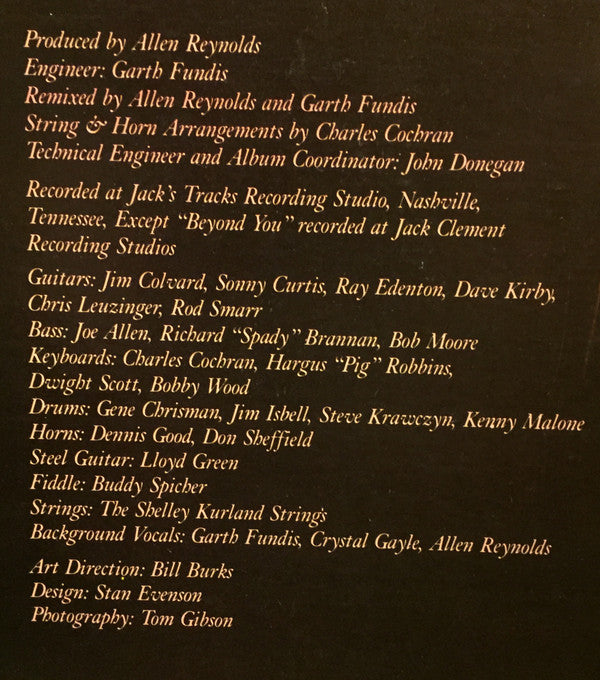 Produced by Allen Reynolds
Engineer: Garth Fundis
Remixed by Allen Reynolds and Garth Fundis
String & Horn Arrangements by Charles Cochran
Technical Engineer and Album Coordinator: John Donegan
Recorded at Jack's Tracks Recording Studio, Nashville,
Tennessee, Except "Beyond You" recorded at Jack Clement
Recording Studios
Guitars: Jim Colvard, Sonny Curtis, Ray Edenton, Dave Kirby,
Chris Leuzinger, Rod Smarr
Bass: Joe Allen, Richard "Spady" Brannan, Bob Moore
Keyboards: Charles Cochran, Hargus "Pig" Robbins,
Dwight Scott, Bobby Wood
Drums: Gene Chrisman, Jim Isbell, Steve Krawczyn, Kenny Malone
Horns: Dennis Good, Don Sheffield
Steel Guitar: Lloyd Green
Fiddle: Buddy Spicher
Strings: The Shelley Kurland Strings
Background Vocals: Garth Fundis, Crystal Gayle, Allen Reynolds
Art Direction: Bill Burks
Design: Stan Evenson
Photography: Tom Gibson